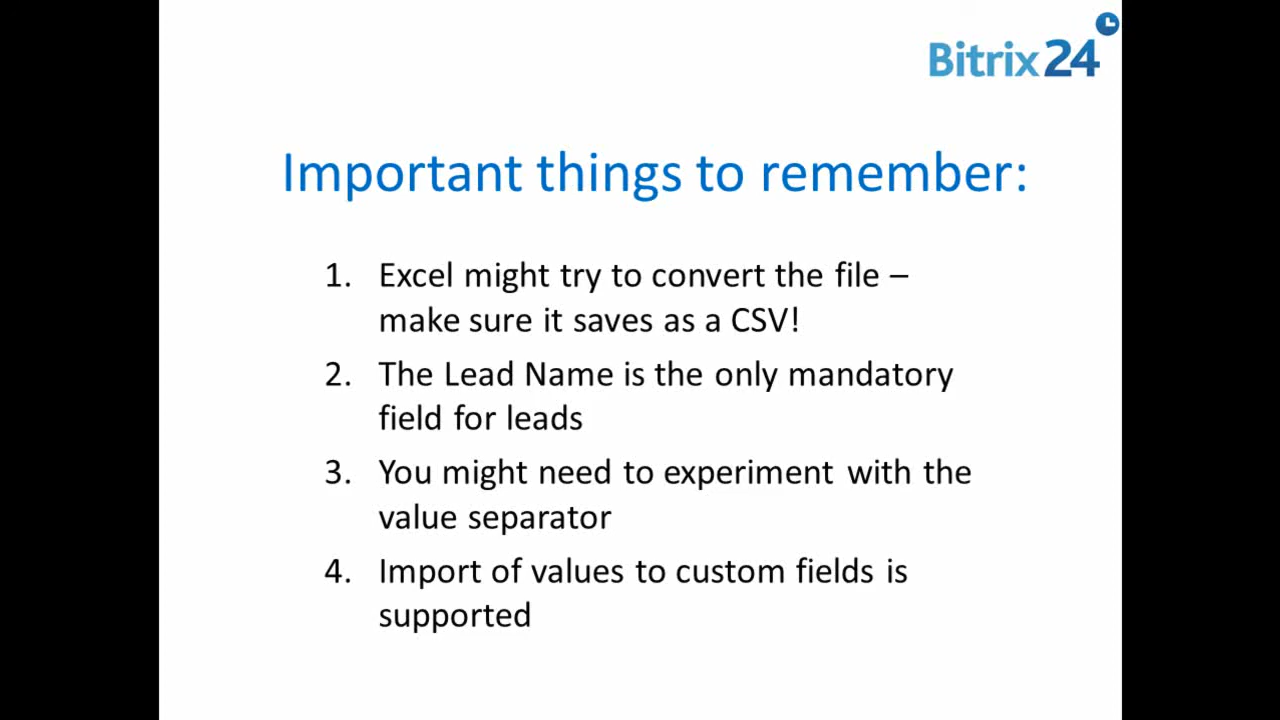 Bitrix24
Important things to remember:
1. Excel might try to convert the file –
make sure it saves as a CSV!
2. The Lead Name is the only mandatory
field for leads
3. You might need to experiment with the
value separator
4. Import of values to custom fields is
supported